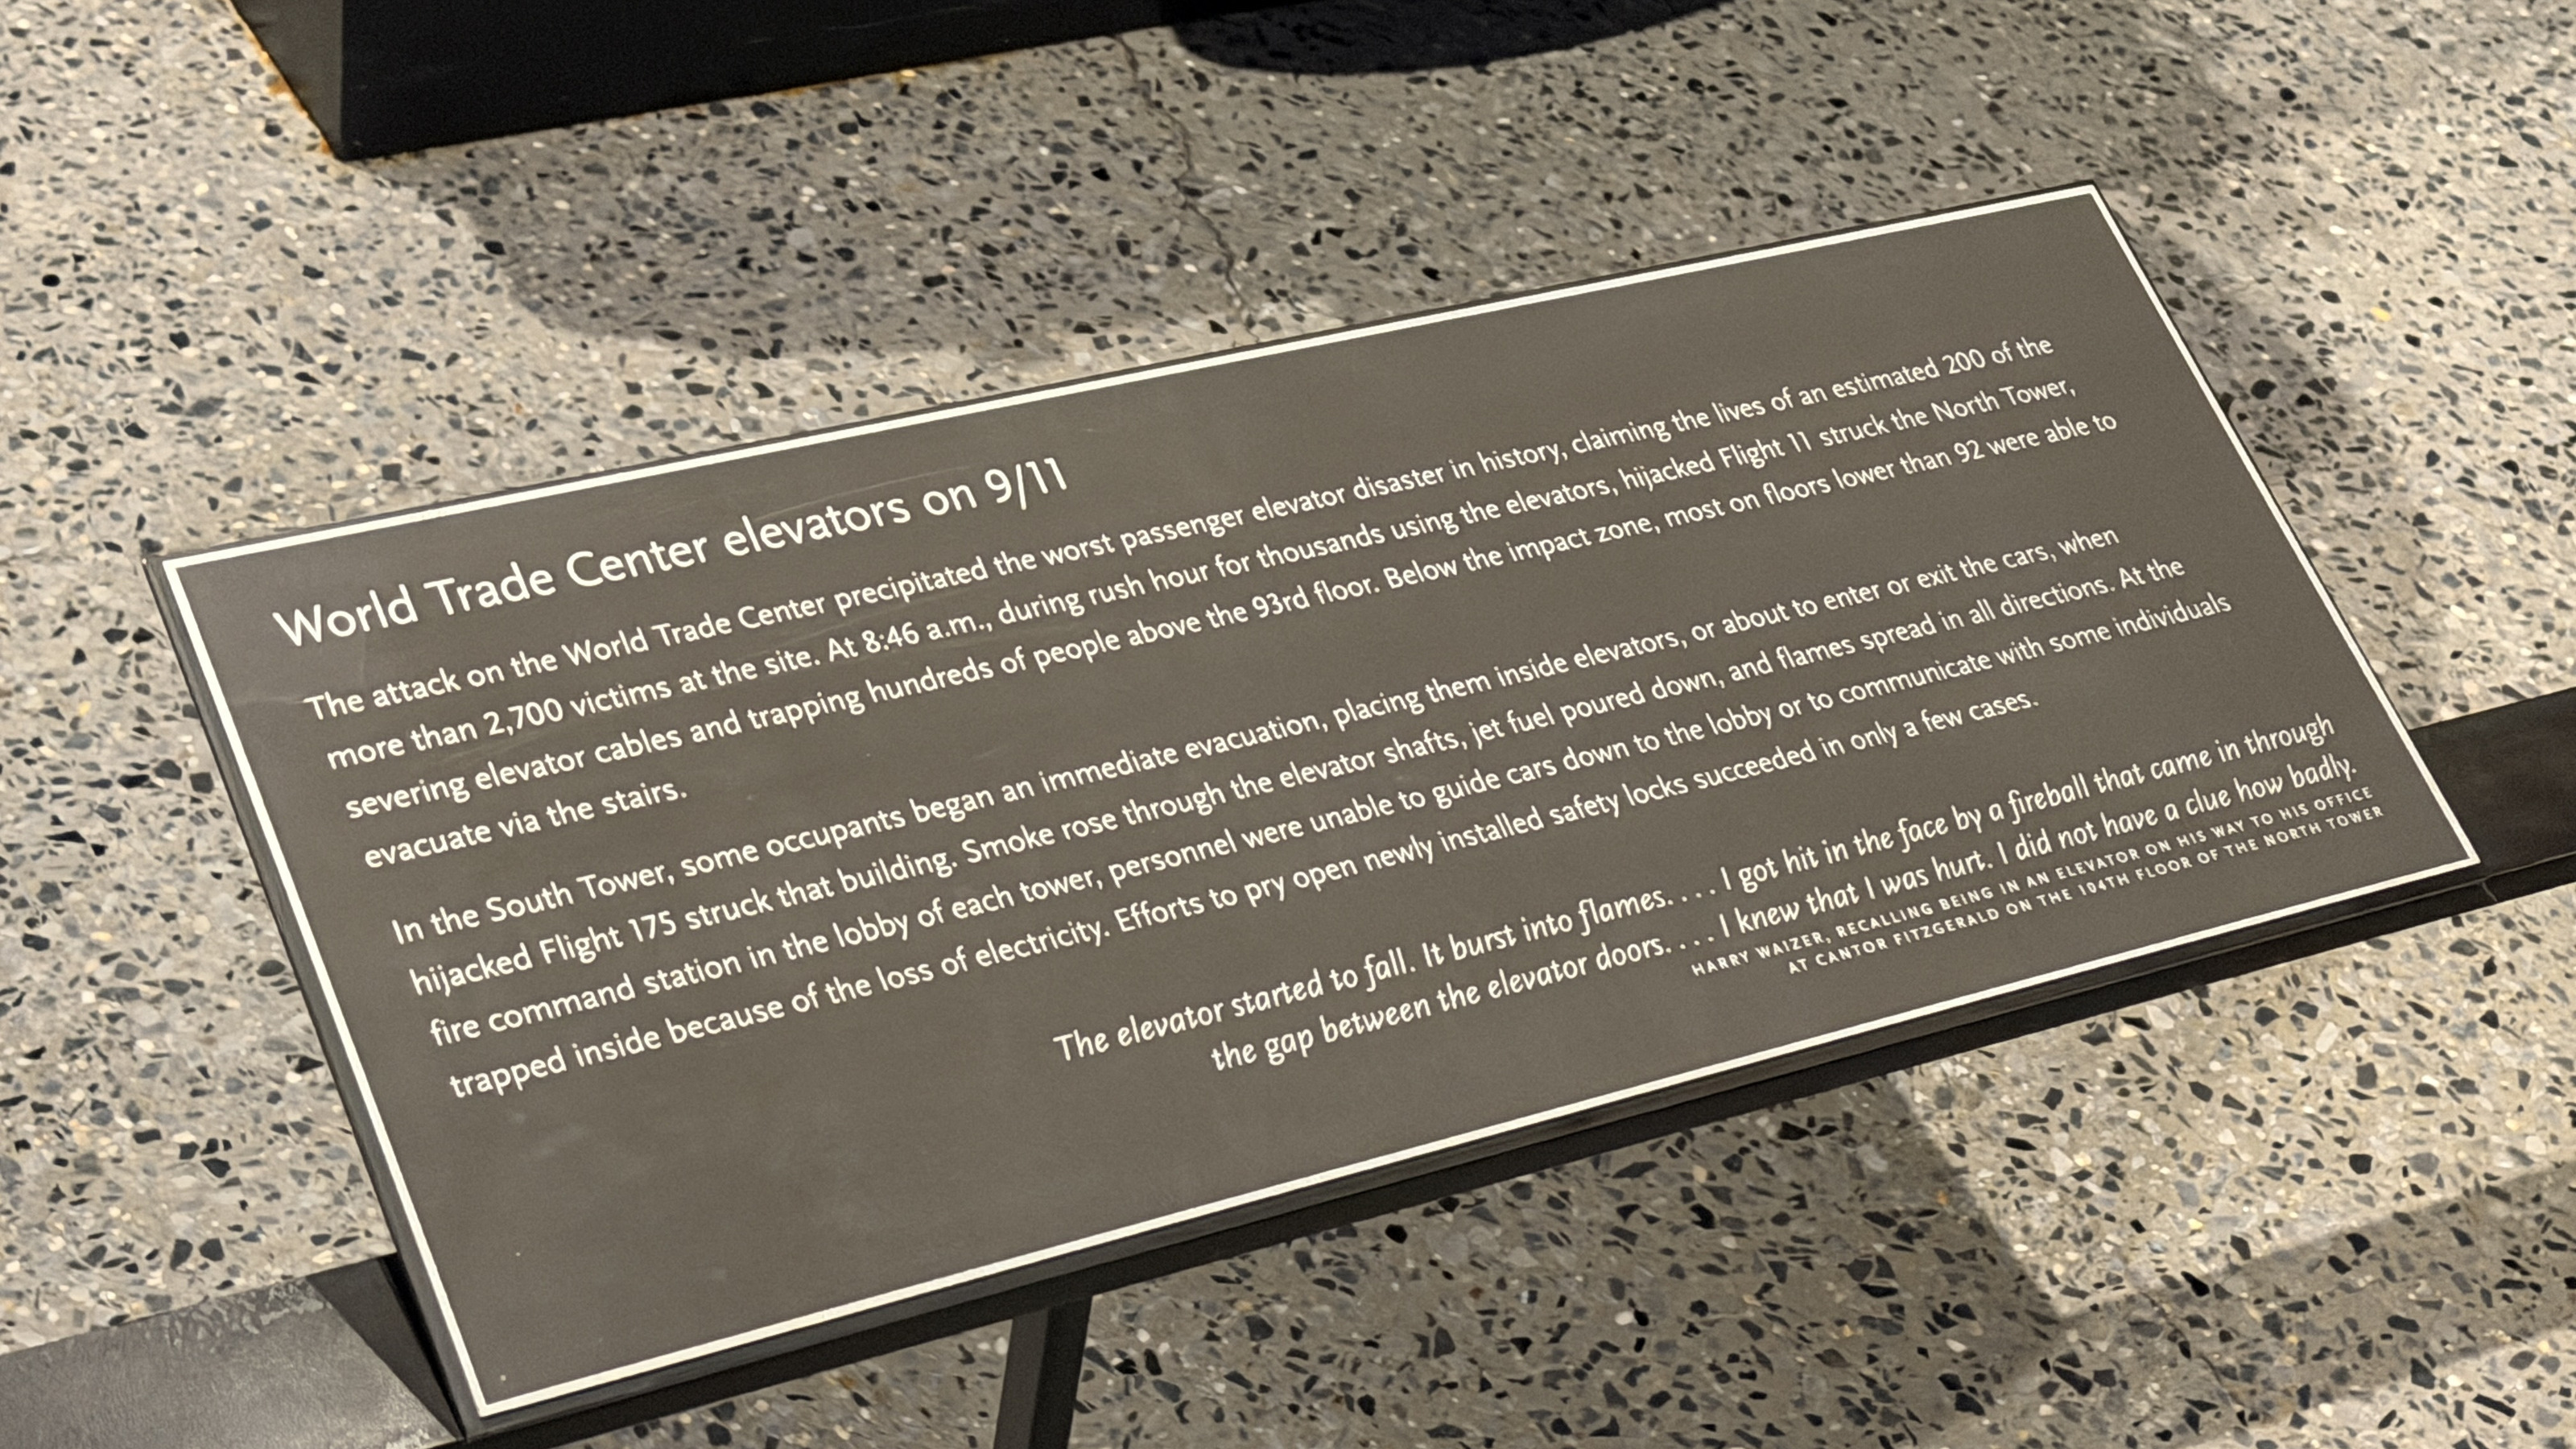 World Trade Center elevators on 9/11
The attack on the World Trade Center precipitated the worst passenger elevator disaster in history, claiming the lives of an estimated 200 of the
more than 2,700 victims at the site. At 8:46 a.m., during rush hour for thousands using the elevators, hijacked Flight 11 struck the North Tower,
severing elevator cables and trapping hundreds of people above the 93rd floor. Below the impact zone, most on floors lower than 92 were able to
evacuate via the stairs.
In the South Tower, some occupants began an immediate evacuation, placing them inside elevators, or about to enter or exit the cars, when
hijacked Flight 175 struck that building. Smoke rose through the elevator shafts, jet fuel poured down, and flames spread in all directions. At the
fire command station in the lobby of each tower, personnel were unable to guide cars down to the lobby or to communicate with some individuals
trapped inside because of the loss of electricity. Efforts to pry open newly installed safety locks succeeded in only a few cases.
The elevator started to fall. It burst into flames. . . . I got hit in the face by a fireball that came in through
the gap between the elevator doors. . . . I knew that I was hurt. I did not have a clue how badly.
HARRY WAIZER, RECALLING BEING IN AN ELEVATOR ON HIS WAY TO HIS OFFICE
AT CANTOR FITZGERALD ON THE 104TH FLOOR OF THE NORTH TOWER